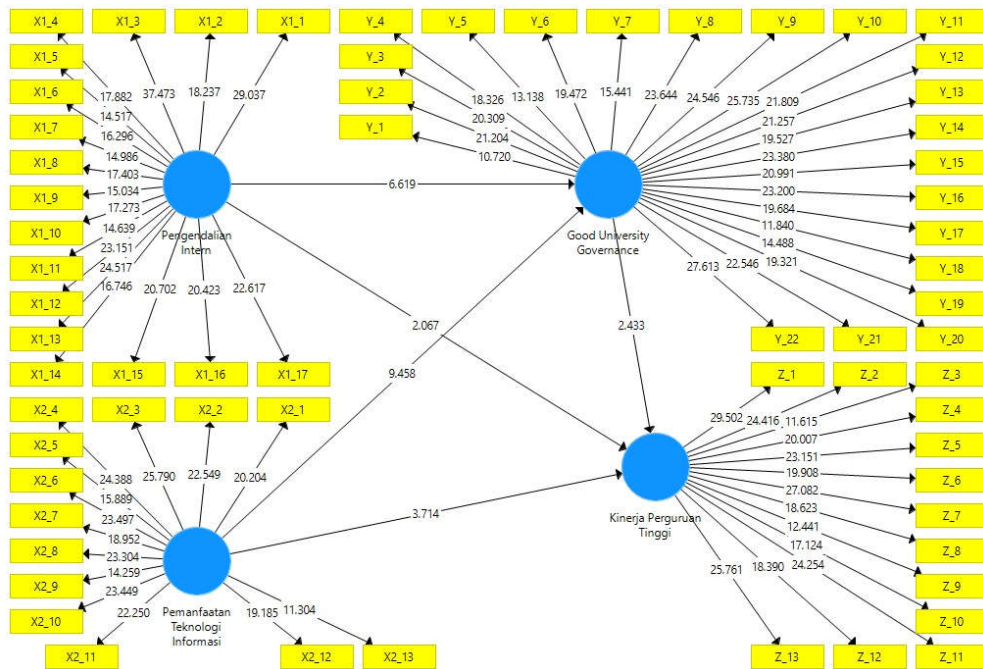 X1_4
X1_3
X1_2
X1_1
Y_4
Y_5
Y_6
Y_7
Y_8
Y_9
Y_10
Y_11
X1_5
X1_6
X1_7
X1_8
X1_9
X1_10
X1_11
X1_12
X1_13
X1_14
X1_15
X1_16
X1_17
17.882
37.473
18.237
29.037
14.517
16.296
14.986
17.403
15.034
17.273
14.639
23.151
24.517
16.746
20.702
20.423
22.617
Pengendalian
Intern
6.619
2.067
Y_3
Y_2
Y_1
18.326
13.138
19.472
15.441
23.644
24.546
25.735
21.809
20.309
21.204
10.720
21.257
19.527
23.380
20.991
23.200
19.684
11.840
14.488
19.321
22.546
27.613
Y_12
Y_13
Y_14
Y_15
Y_16
Y_17
Y_18
Y_19
Y_20
Y_21
Y_22
Good University
Governance
2.433
9.458
X2_4
X2_3
X2_2
X2_1
X2_5
X2_6
X2_7
X2_8
X2_9
X2_10
X2_11
X2_12
X2_13
24.388
25.790
22.549
20.204
15.889
23.497
18.952
23.304
14.259
23.449
22.250
19.185
11.304
Pemanfaatan
Teknologi
Informasi
3.714
Z_1
Z_2
Z_3
Z_4
Z_5
Z_6
Z_7
Z_8
Z_9
Z_10
Z_11
Z_12
Z_13
29.502
24.416
11.615
20.007
23.151
19.908
27.082
18.623
12.441
17.124
24.254
18.390
25.761
Kinerja Perguruan
Tinggi